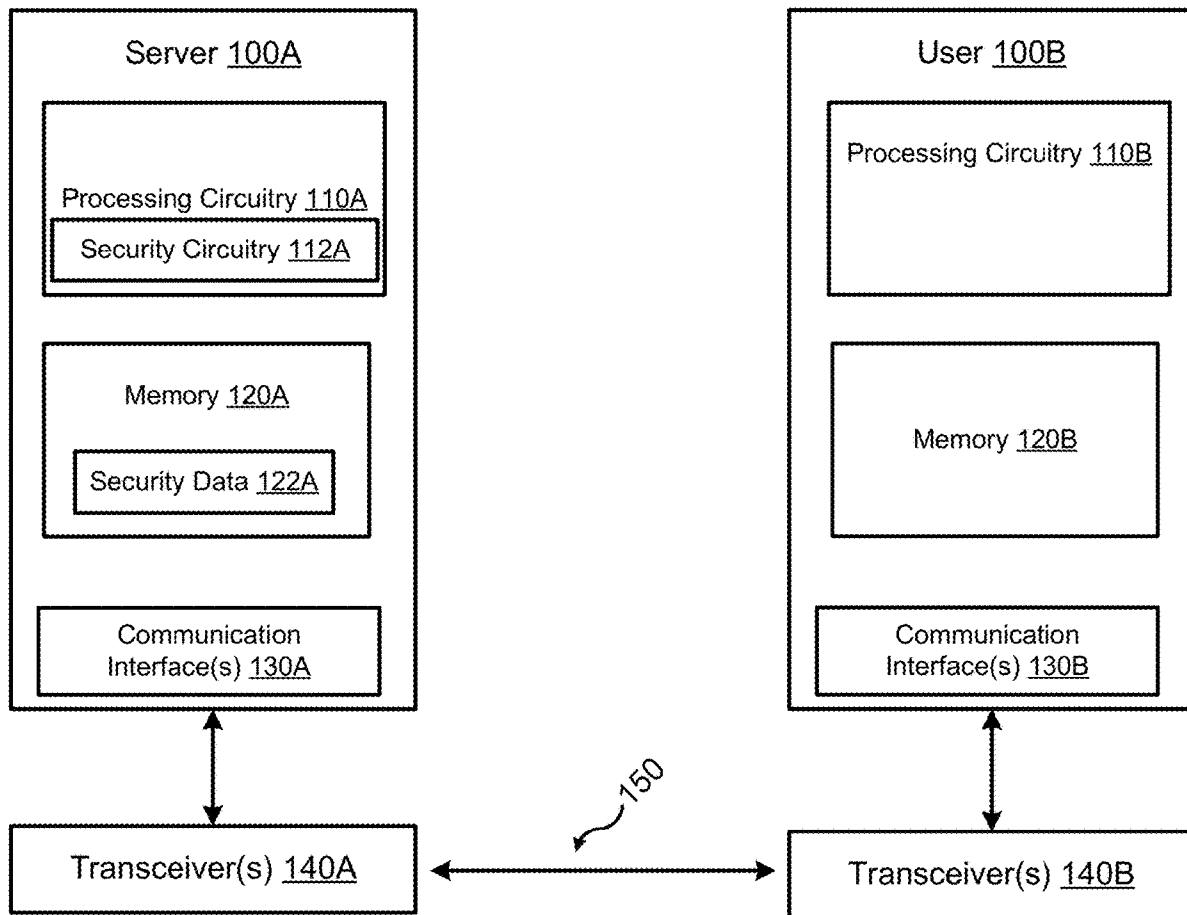 Server 100A
Processing Circuitry 110A
Security Circuitry 112A
Memory 120A
Security Data 122A
Communication
Interface(s) 130A
Transceiver(s) 140A
150
User 100B
Processing Circuitry 110B
Memory 120B
Communication
Interface(s) 130B
Transceiver(s) 140B